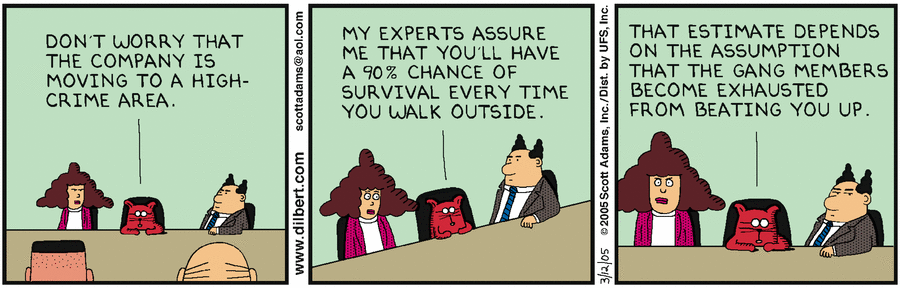 DON'T WORRY THAT
THE COMPANY IS
MOVING TO A HIGH-
CRIME AREA.
www.dilbert.com
scottadams@aol.com
MY EXPERTS ASSURE
ME THAT YOU'LL HAVE
A 90% CHANCE OF
SURVIVAL EVERY TIME
YOU WALK OUTSIDE.
3/12/05 ©2005 Scott Adams, Inc./Dist. by UFS, Inc.
THAT ESTIMATE DEPENDS
ON THE ASSUMPTION
THAT THE GANG MEMBERS
BECOME EXHAUSTED
FROM BEATING YOU UP.